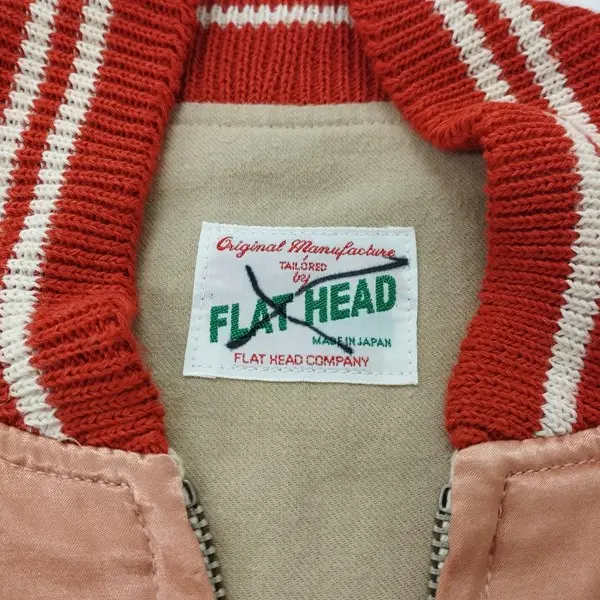 Original Manufacture
TAILORED
by
FLAT HEAD
MADE IN JAPAN
FLAT HEAD COMPANY